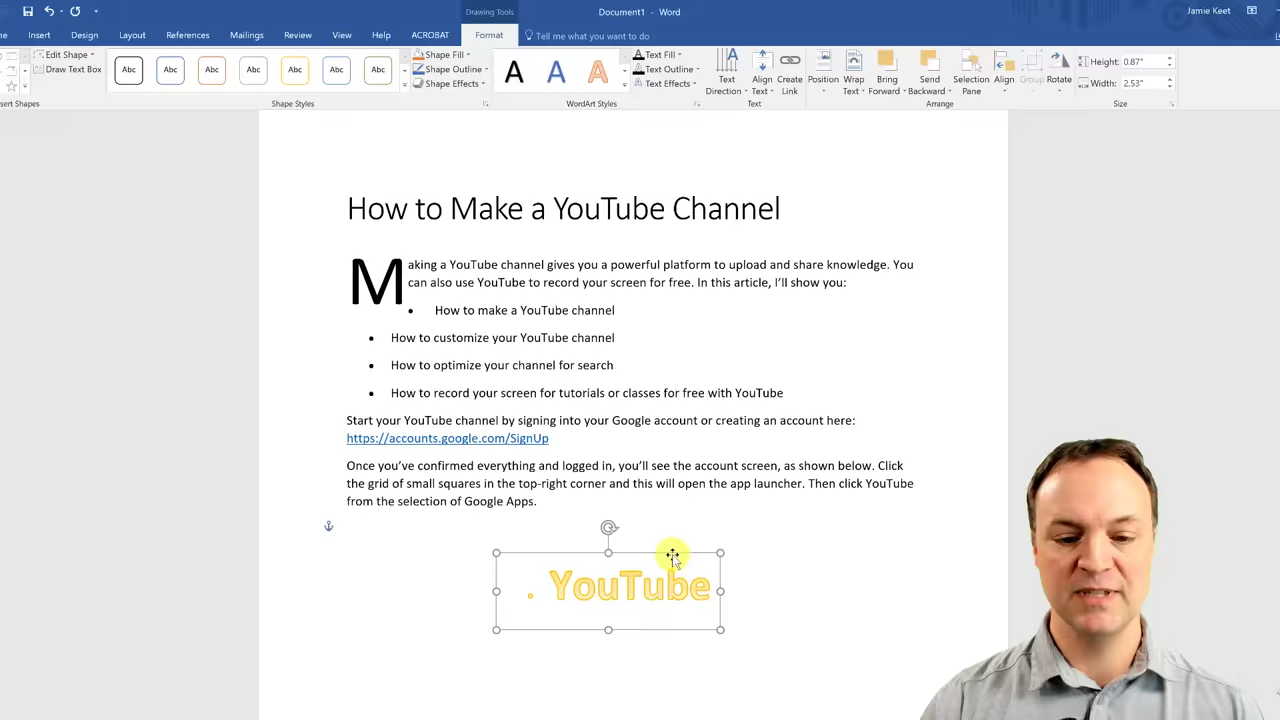 Drawing Tools
Document1 - Word
Jamie Keet
Insert
Design
Layout
References
Mailings
Review
View
Help
ACROBAT
Format
Tell me what you want to do
Edit Shape
Draw Text Box
Abc Abc Abc Abc Abc Abc Abc
Shape Fill
Shape Outline
Shape Effects
A A A
Text Fill
Text Outline
Text Effects
Text Direction
Align Text
Create Link
Position
Wrap Text
Bring Forward
Send Backward
Selection Pane
Align
Group
Rotate
Height: 0.87"
Width: 2.53"
Shape Styles
WordArt Styles
Text
Arrange
Size
How to Make a YouTube Channel
Making a YouTube channel gives you a powerful platform to upload and share knowledge. You
can also use YouTube to record your screen for free. In this article, I'll show you:
• How to make a YouTube channel
• How to customize your YouTube channel
• How to optimize your channel for search
• How to record your screen for tutorials or classes for free with YouTube
Start your YouTube channel by signing into your Google account or creating an account here:
https://accounts.google.com/SignUp
Once you've confirmed everything and logged in, you'll see the account screen, as shown below. Click
the grid of small squares in the top-right corner and this will open the app launcher. Then click YouTube
from the selection of Google Apps.
. YouTube